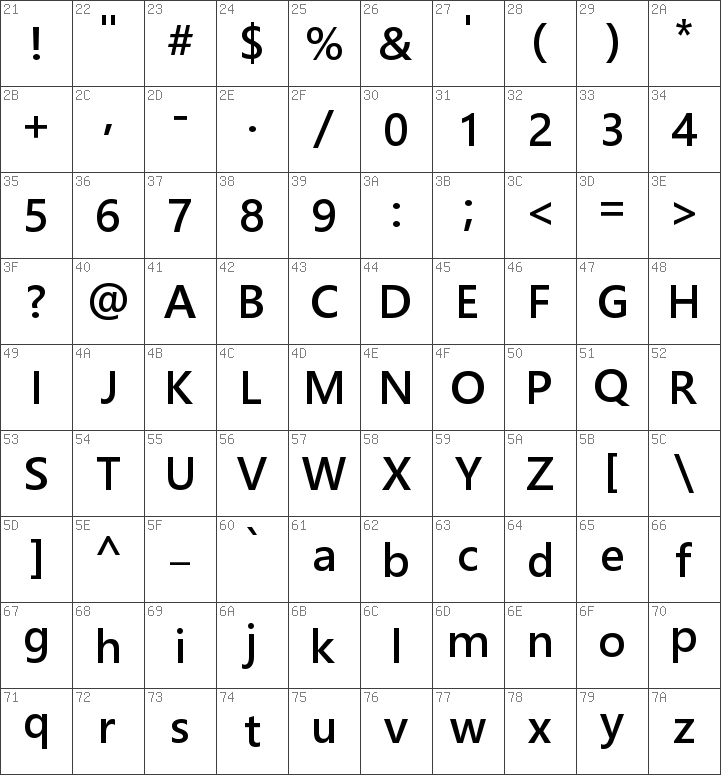 21 22 23 24 25 26 27 28 29 2A
! " # $ % & ' ( ) *
2B 2C 2D 2E 2F 30 31 32 33 34
+ , - . / 0 1 2 3 4
35 36 37 38 39 3A 3B 3C 3D 3E
5 6 7 8 9 : ; < = >
3F 40 41 42 43 44 45 46 47 48
? @ A B C D E F G H
49 4A 4B 4C 4D 4E 4F 50 51 52
I J K L M N O P Q R
53 54 55 56 57 58 59 5A 5B 5C
S T U V W X Y Z [ \
5D 5E 5F 60 61 62 63 64 65 66
] ^ _ ` a b c d e f
67 68 69 6A 6B 6C 6D 6E 6F 70
g h i j k l m n o p
71 72 73 74 75 76 77 78 79 7A
q r s t u v w x y z